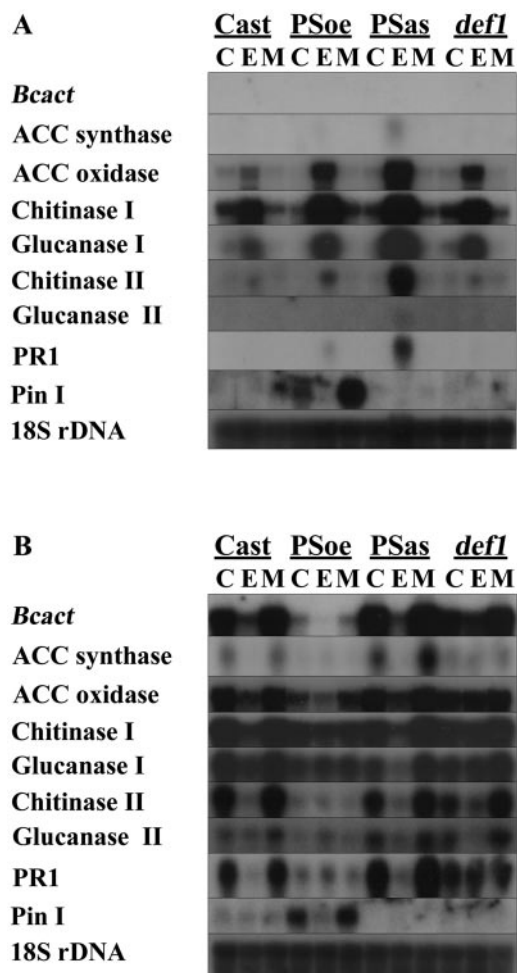 A
Cast PSoe PSas def1
C E M C E M C E M C E M
Bcact
ACC synthase
ACC oxidase
Chitinase I
Glucanase I
Chitinase II
Glucanase II
PR1
Pin I
18S rDNA
B
Cast PSoe PSas def1
C E M C E M C E M C E M
Bcact
ACC synthase
ACC oxidase
Chitinase I
Glucanase I
Chitinase II
Glucanase II
PR1
Pin I
18S rDNA